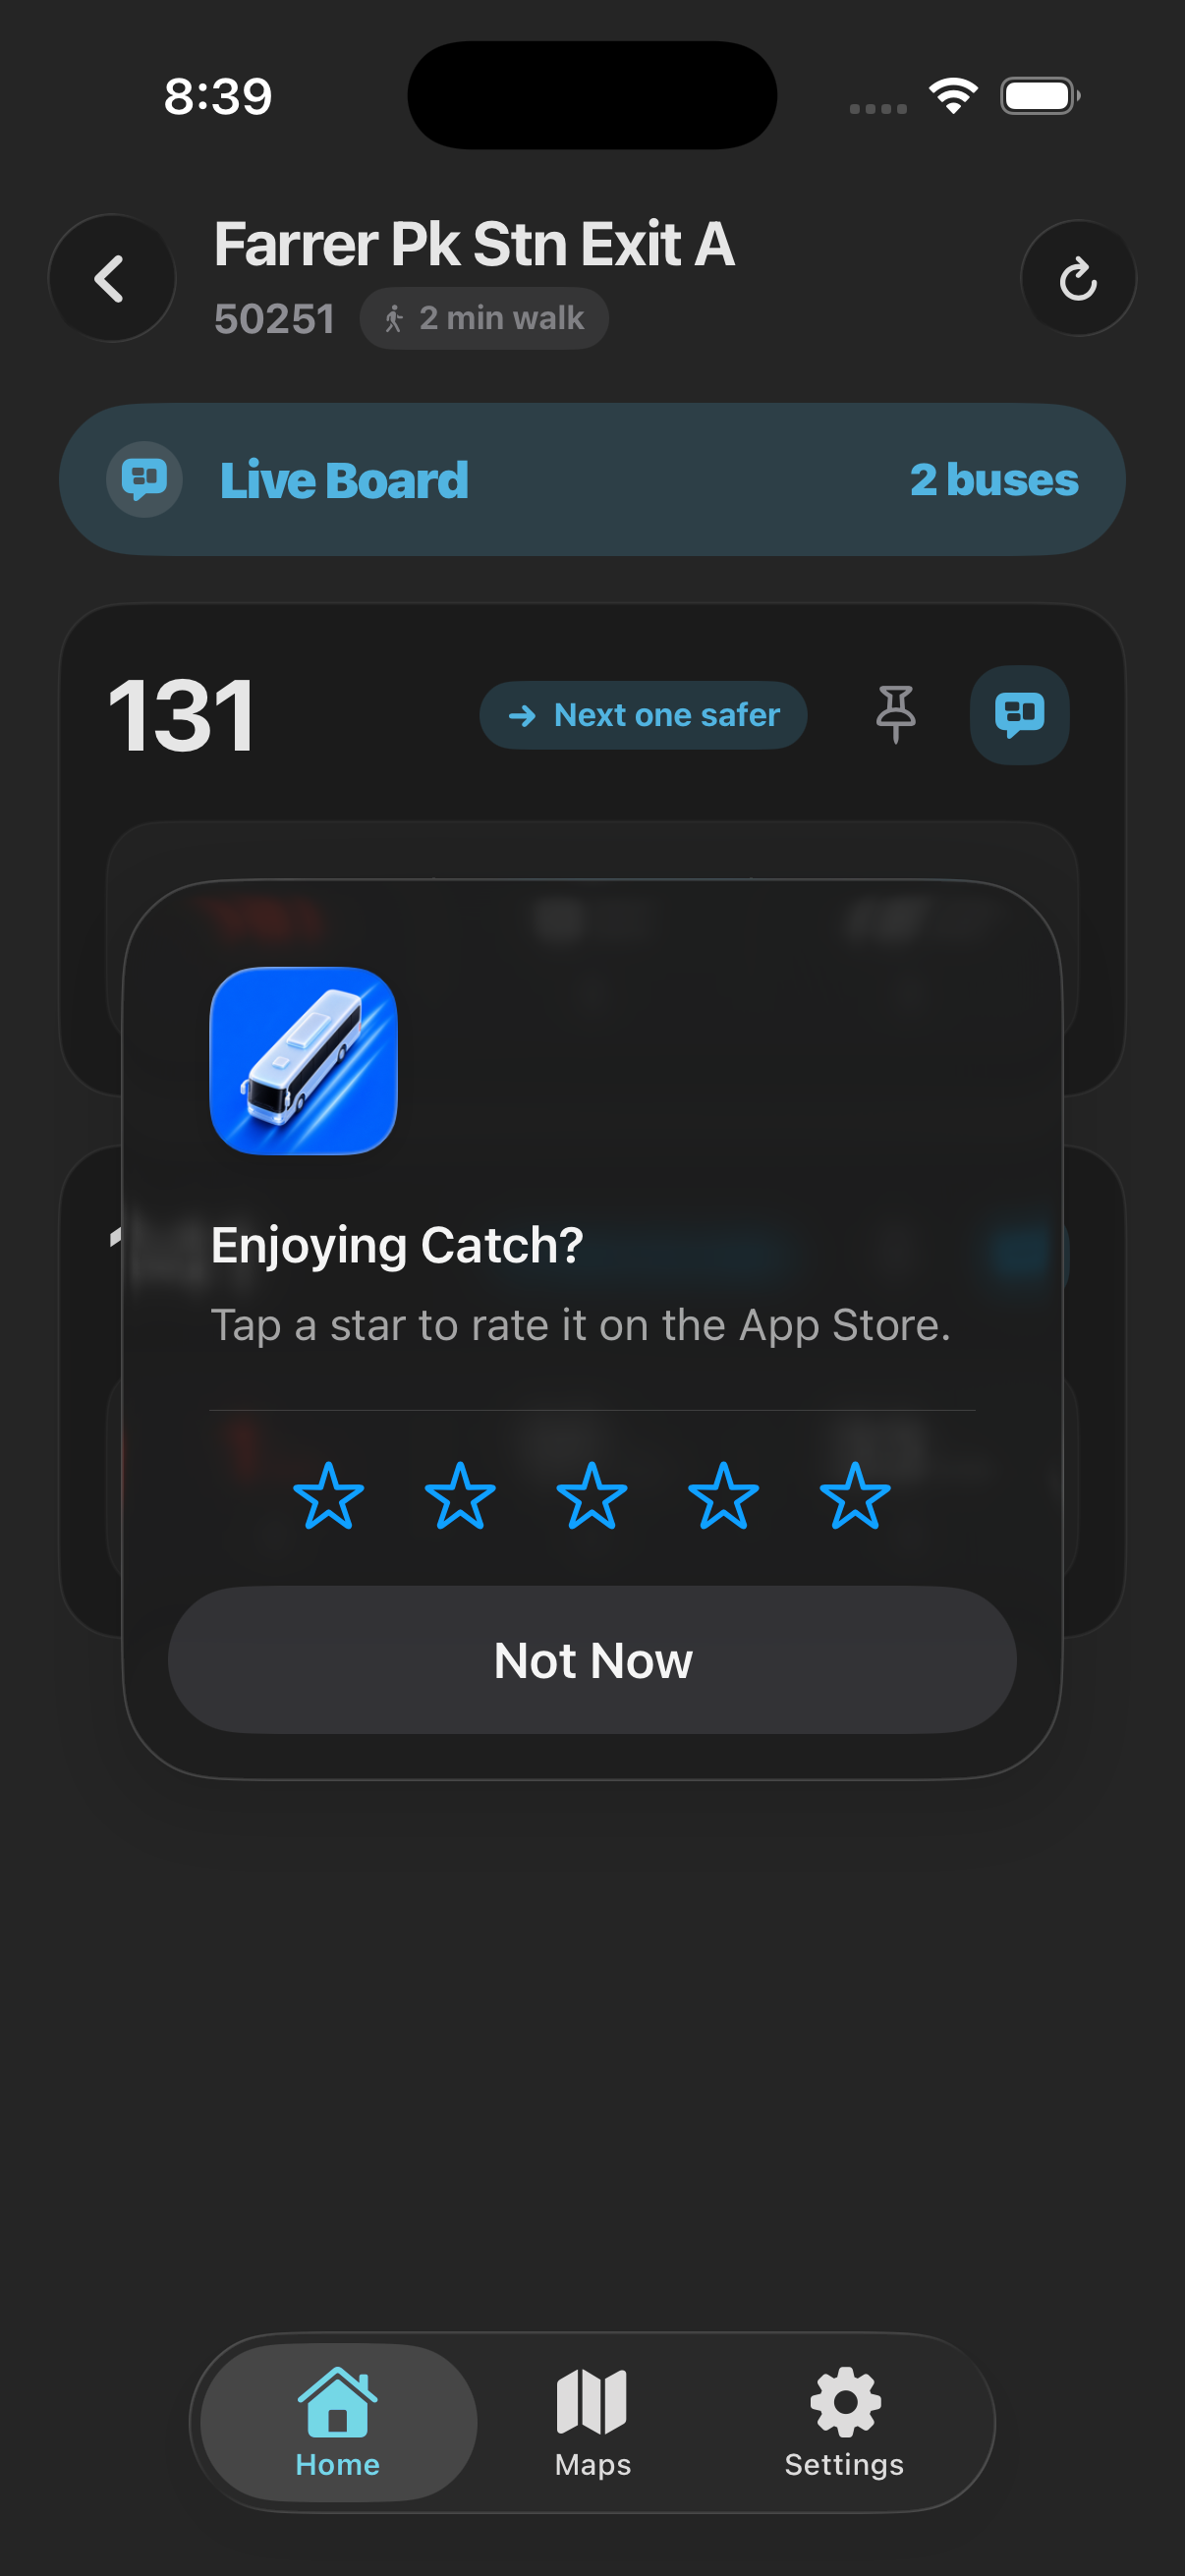 8:39
Farrer Pk Stn Exit A
50251 2 min walk
Live Board 2 buses
131 Next one safer
Enjoying Catch?
Tap a star to rate it on the App Store.
Not Now
Home Maps Settings